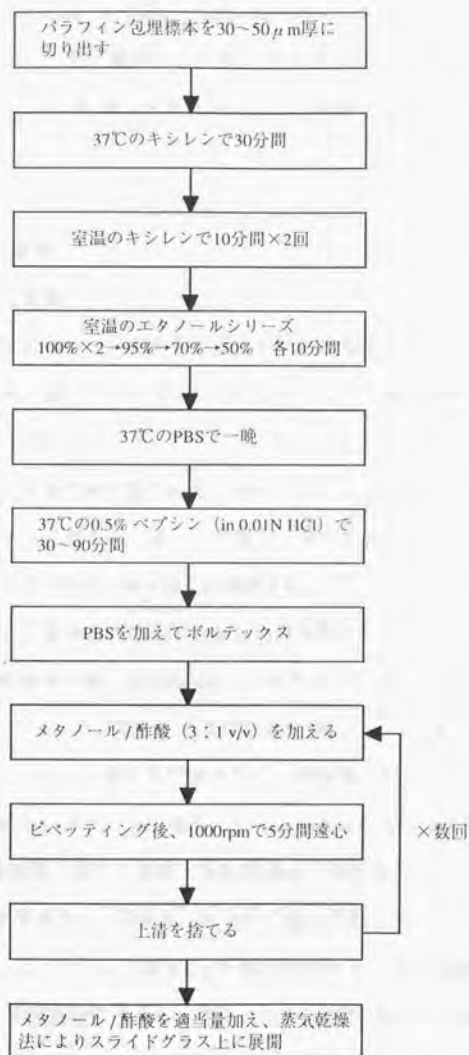 パラフィン包埋標本を30~50μm厚に
切り出す
37℃のキシレンで30分間
室温のキシレンで10分間×2回
室温のエタノールシリーズ
100%×2→95%→70%→50% 各10分間
37℃のPBSで一晩
37℃の0.5% ペプシン (in 0.01N HCl) で
30~90分間
PBSを加えてボルテックス
メタノール / 酢酸 (3:1 v/v) を加える
ピペッティング後、1000rpmで5分間遠心
×数回
上清を捨てる
メタノール / 酢酸を適当量加え、蒸気乾燥
法によりスライドグラス上に展開